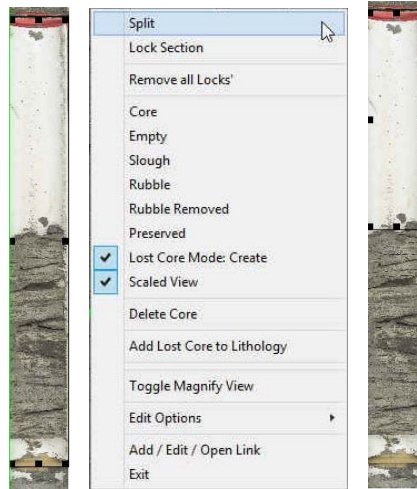 Split
Lock Section
Remove all Locks'
Core
Empty
Slough
Rubble
Rubble Removed
Preserved
Lost Core Mode: Create
Scaled View
Delete Core
Add Lost Core to Lithology
Toggle Magnify View
Edit Options
Add / Edit / Open Link
Exit